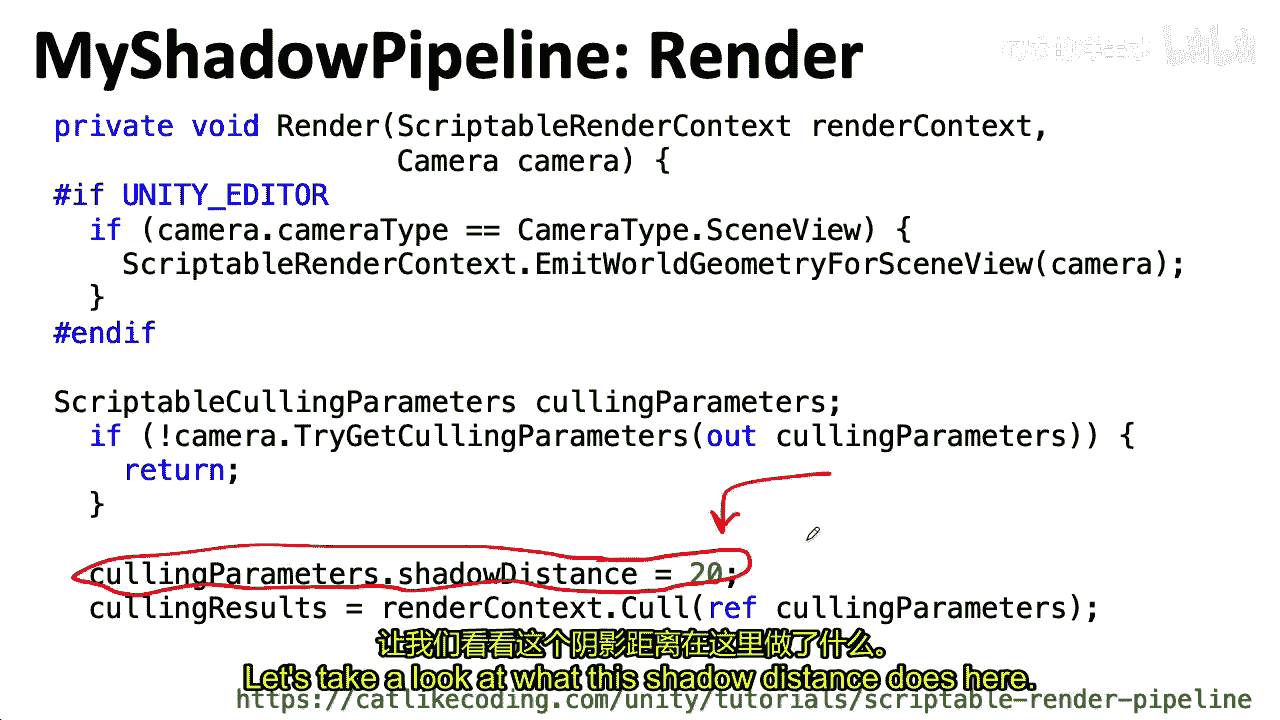 MyShadowPipeline: Render
private void Render(ScriptableRenderContext renderContext,
Camera camera) {
#if UNITY_EDITOR
if (camera.cameraType == CameraType.SceneView) {
ScriptableRenderContext.EmitWorldGeometryForSceneView(camera);
}
#endif
ScriptableCullingParameters cullingParameters;
if (!camera.TryGetCullingParameters(out cullingParameters)) {
return;
}
cullingParameters.shadowDistance = 20;
cullingResults = renderContext.Cull(ref cullingParameters);
让我们看看这个阴影距离在这里做了什么。
Let's take a look at what this shadow distance does here.
https://catlikecoding.com/unity/tutorials/scriptable-render-pipeline